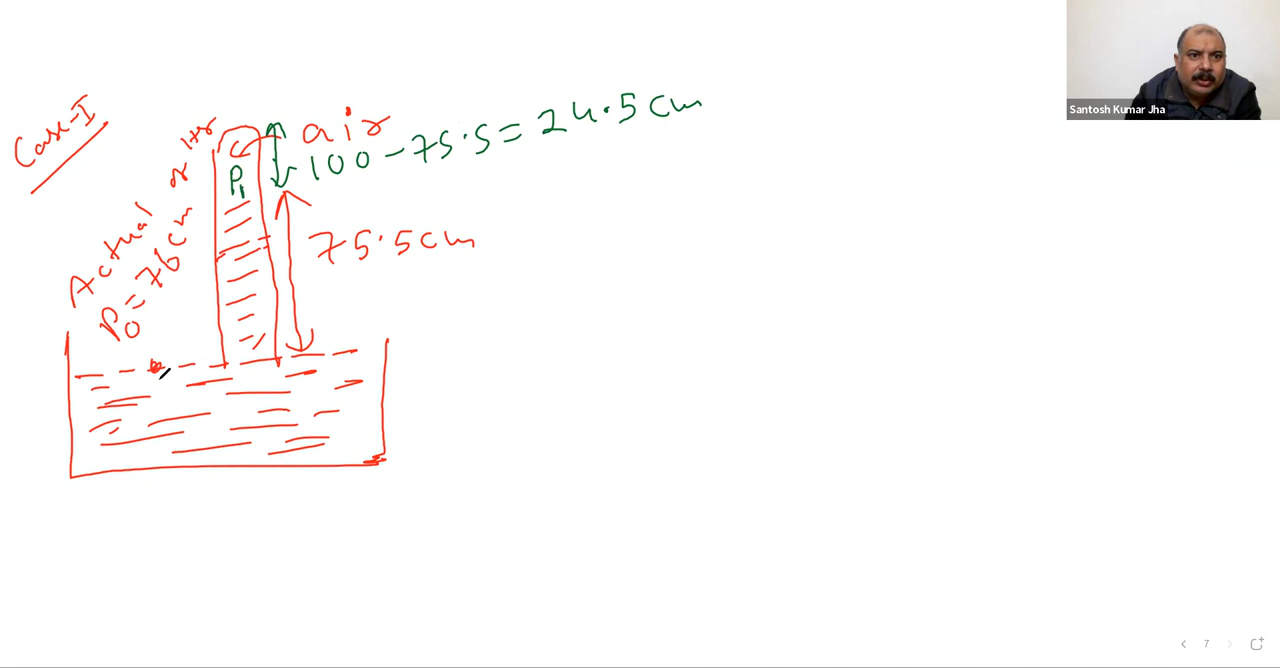 Case-I
Actual or
P0 = 76 cm
air
P1
100 - 75.5 = 24.5 cm
75.5 cm
Santosh Kumar Jha
7